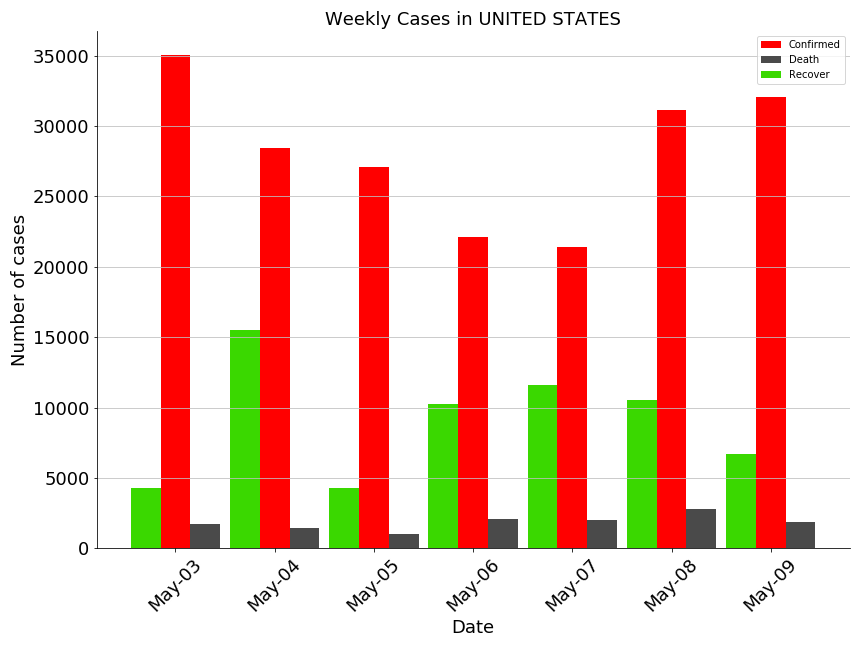 Weekly Cases in UNITED STATES
Confirmed
Death
Recover
Number of cases
35000
30000
25000
20000
15000
10000
5000
0
May-03
May-04
May-05
May-06
May-07
May-08
May-09
Date